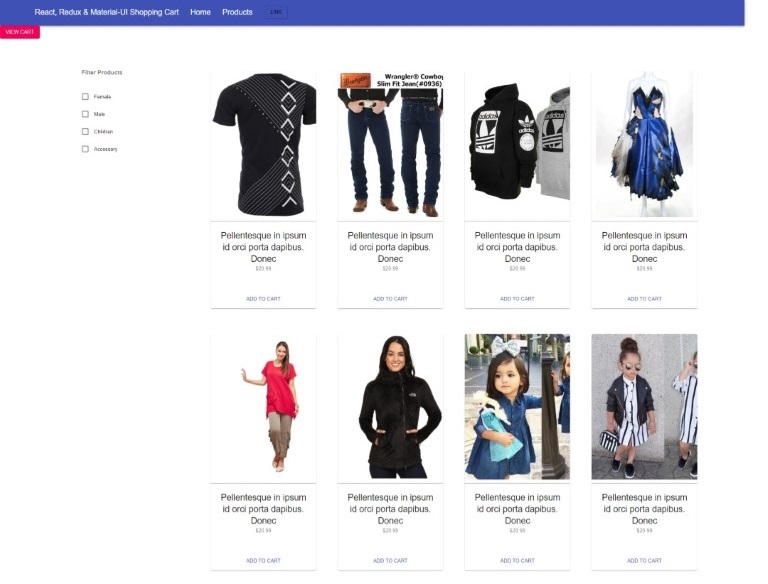 React, Redux & Material-UI Shopping Cart Home Products LINK
VIEW CART
Filter Products
Female
Male
Children
Accessory
Wrangler® Cowboy
Slim Fit Jean(#0936)
adidas
adidas
Pellentesque in ipsum
id orci porta dapibus.
Donec
$20.99
ADD TO CART
Pellentesque in ipsum
id orci porta dapibus.
Donec
$20.99
ADD TO CART
Pellentesque in ipsum
id orci porta dapibus.
Donec
$20.99
ADD TO CART
Pellentesque in ipsum
id orci porta dapibus.
Donec
$20.99
ADD TO CART
Pellentesque in ipsum
id orci porta dapibus.
Donec
$20.99
ADD TO CART
Pellentesque in ipsum
id orci porta dapibus.
Donec
$20.99
ADD TO CART
Pellentesque in ipsum
id orci porta dapibus.
Donec
$20.99
ADD TO CART
Pellentesque in ipsum
id orci porta dapibus.
Donec
$20.99
ADD TO CART